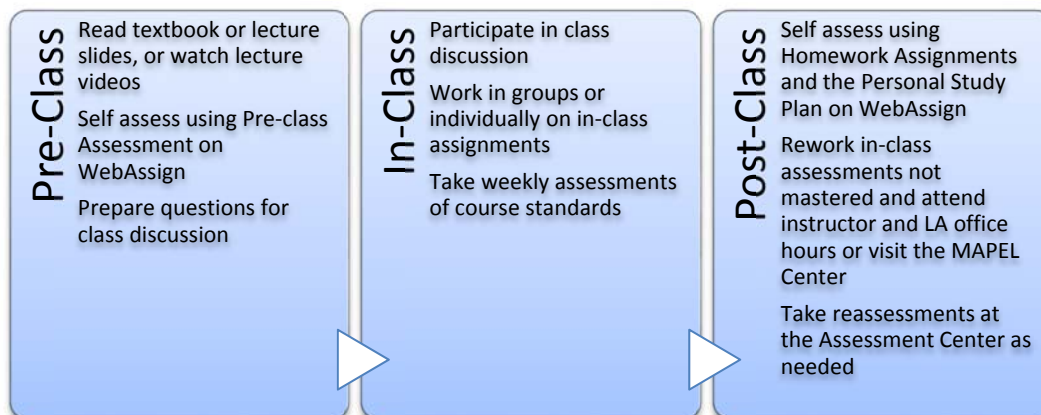 Pre-Class
Read textbook or lecture
slides, or watch lecture
videos
Self assess using Pre-class
Assessment on
WebAssign
Prepare questions for
class discussion
In-Class
Participate in class
discussion
Work in groups or
individually on in-class
assignments
Take weekly assessments
of course standards
Post-Class
Self assess using
Homework Assignments
and the Personal Study
Plan on WebAssign
Rework in-class
assessments not
mastered and attend
instructor and LA office
hours or visit the MAPEL
Center
Take reassessments at
the Assessment Center as
needed